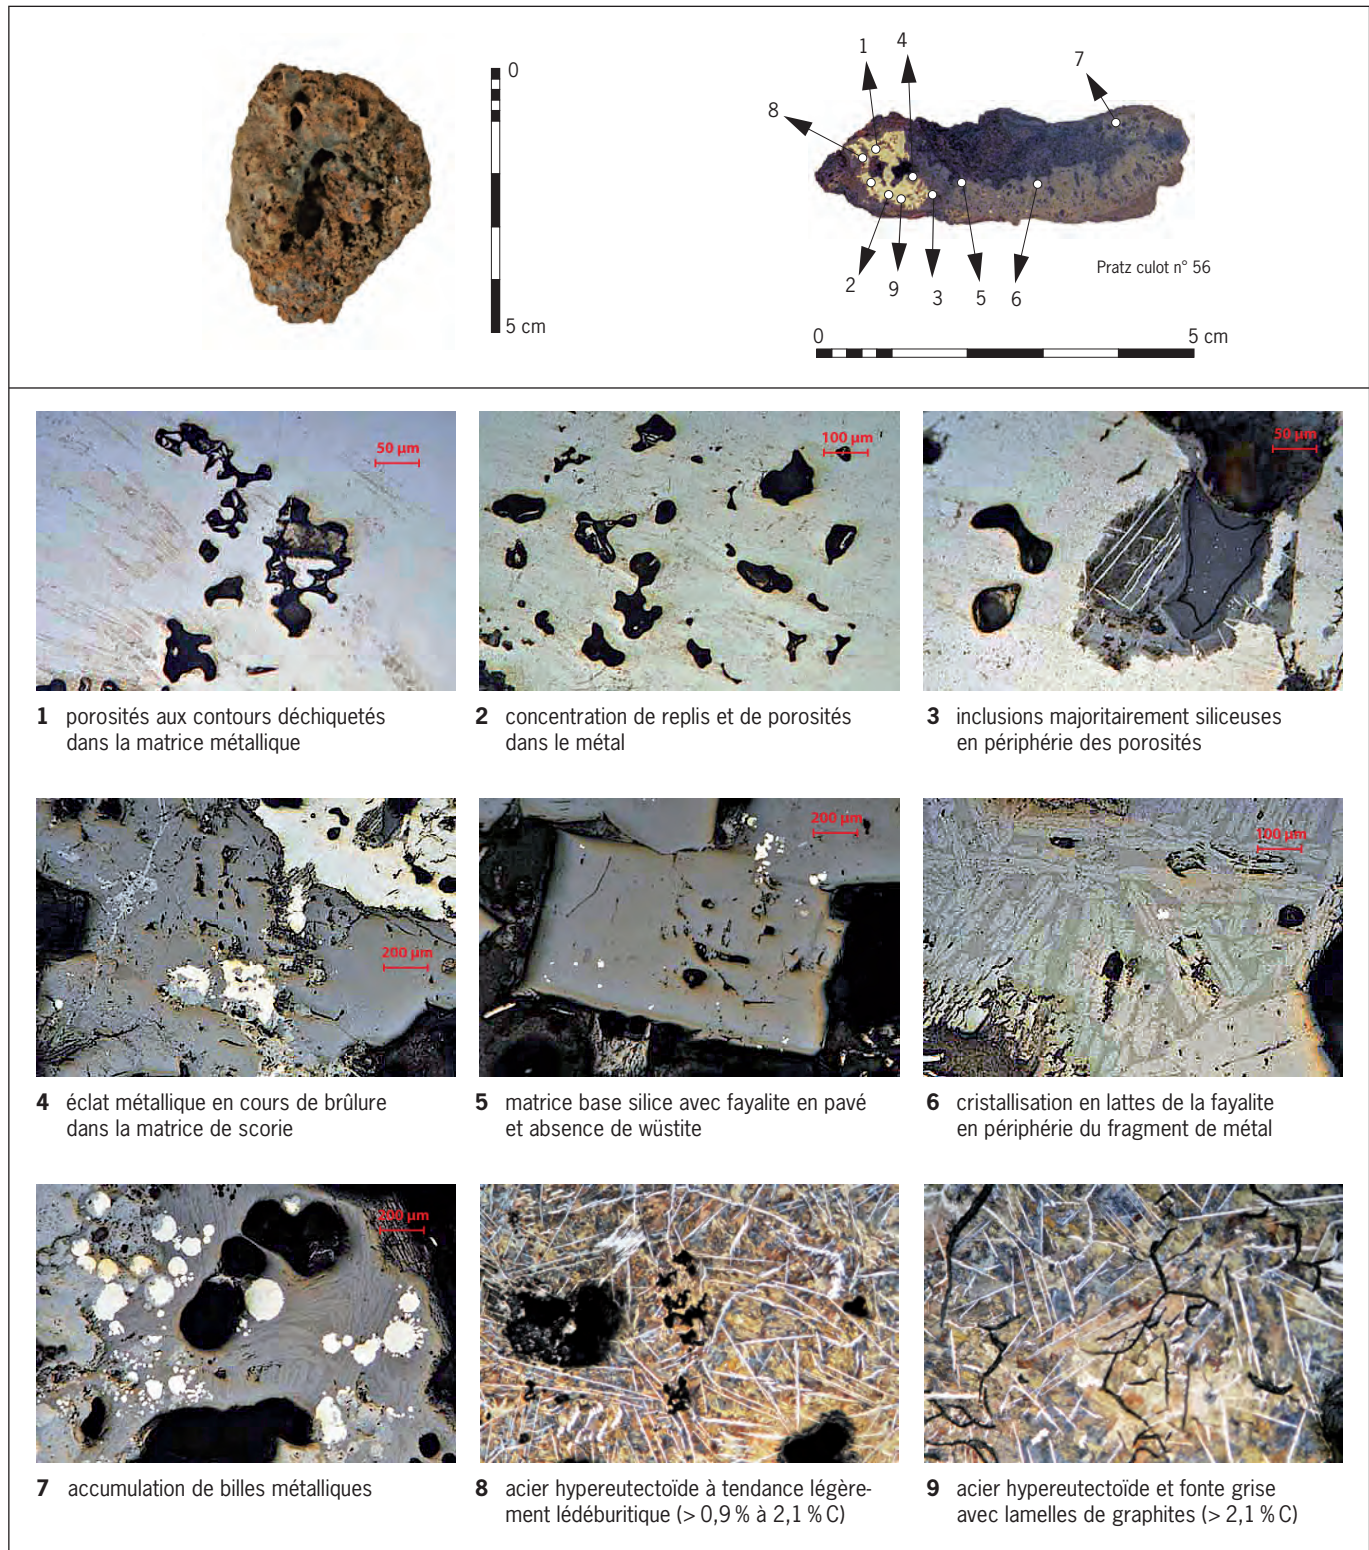 0
5 cm
1
4
7
8
2
9
3
5
6
Pratz culot n° 56
0
5 cm
50 µm
100 µm
50 µm
1 porosités aux contours déchiquetés
dans la matrice métallique
2 concentration de replis et de porosités
dans le métal
3 inclusions majoritairement siliceuses
en périphérie des porosités
200 µm
200 µm
100 µm
4 éclat métallique en cours de brûlure
dans la matrice de scorie
5 matrice base silice avec fayalite en pavé
et absence de wüstite
6 cristallisation en lattes de la fayalite
en périphérie du fragment de métal
200 µm
7 accumulation de billes métalliques
8 acier hypereutectoïde à tendance légère-
ment lédéburitique (> 0,9 % à 2,1 % C)
9 acier hypereutectoïde et fonte grise
avec lamelles de graphites (> 2,1 % C)